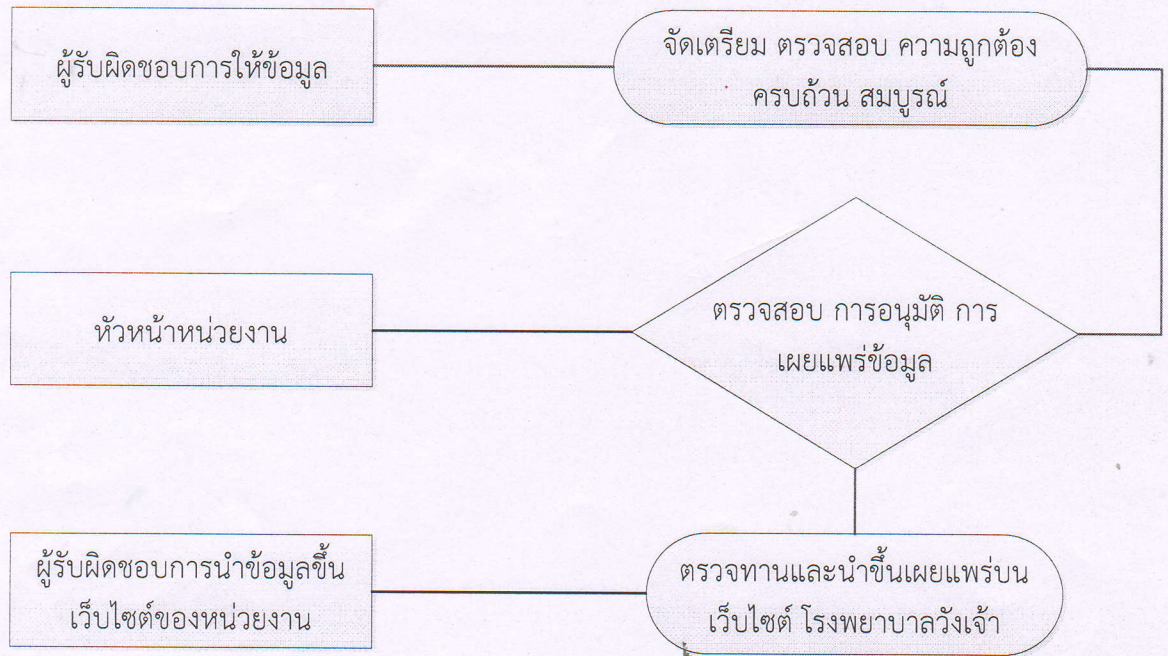 ผู้รับผิดชอบการให้ข้อมูล
จัดเตรียม ตรวจสอบ ความถูกต้อง
ครบถ้วน สมบูรณ์
หัวหน้าหน่วยงาน
ตรวจสอบ การอนุมัติ การ
เผยแพร่ข้อมูล
ผู้รับผิดชอบการนำข้อมูลขึ้น
เว็บไซต์ของหน่วยงาน
ตรวจทานและนำขึ้นเผยแพร่บน
เว็บไซต์ โรงพยาบาลวังเจ้า